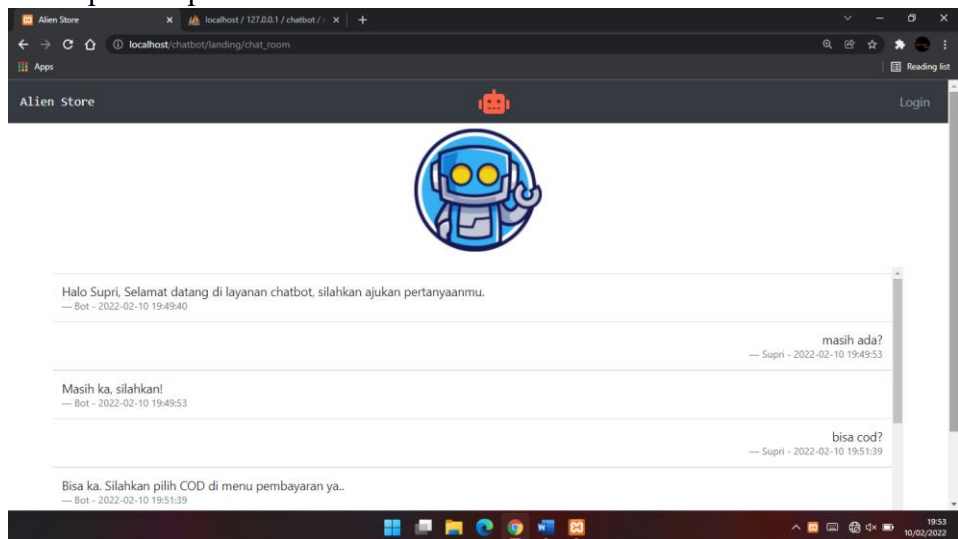 Alien Store
localhost / 127.0.0.1 / chatbot /
localhost/chatbot/landing/chat_room
Apps
Reading list
Alien Store
Login
Halo Supri, Selamat datang di layanan chatbot, silahkan ajukan pertanyaanmu.
— Bot - 2022-02-10 19:49:40
masih ada?
— Supri - 2022-02-10 19:49:53
Masih ka, silahkan!
— Bot - 2022-02-10 19:49:53
bisa cod?
— Supri - 2022-02-10 19:51:39
Bisa ka. Silahkan pilih COD di menu pembayaran ya..
— Bot - 2022-02-10 19:51:39
19:53
10/02/2022